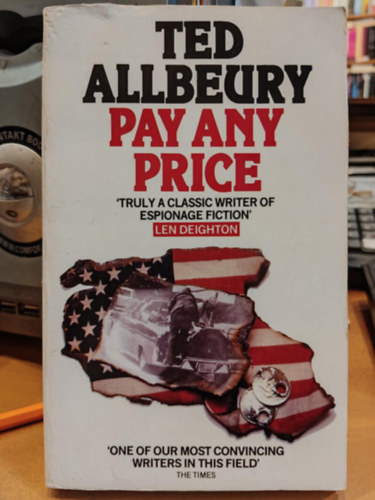 TED
ALLBEURY
PAY ANY
PRICE
'TRULY A CLASSIC WRITER OF
ESPIONAGE FICTION'
LEN DEIGHTON
'ONE OF OUR MOST CONVINCING
WRITERS IN THIS FIELD'
THE TIMES